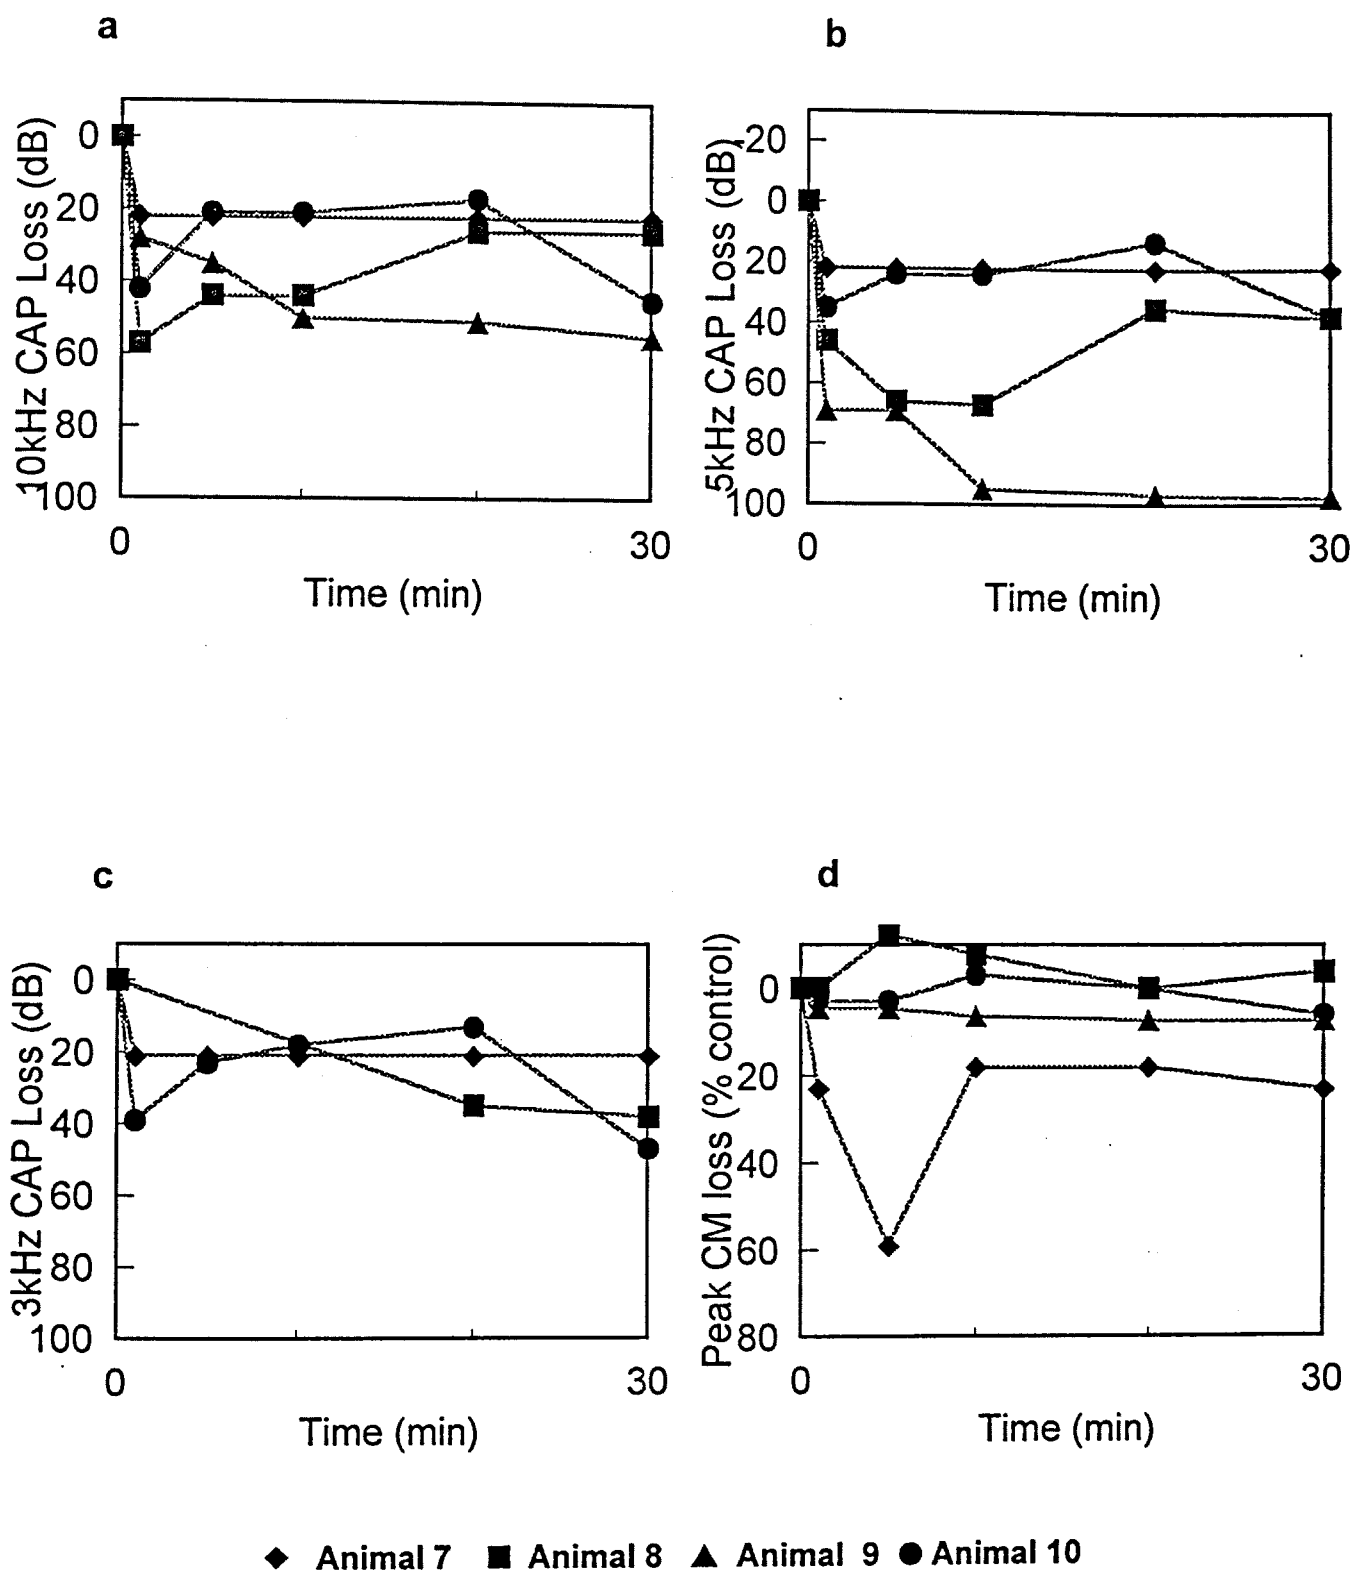 a
10kHz CAP Loss (dB)
0
20
40
60
80
100
0 30
Time (min)
b
5kHz CAP Loss (dB)
-20
0
20
40
60
80
100
0 30
Time (min)
c
3kHz CAP Loss (dB)
0
20
40
60
80
100
0 30
Time (min)
d
Peak CM loss (% control)
0
20
40
60
80
0 30
Time (min)
Animal 7 Animal 8 Animal 9 Animal 10